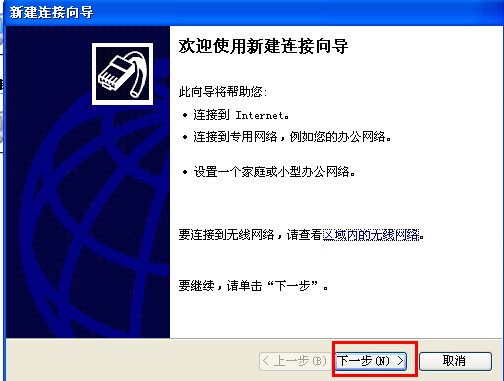 新建连接向导
欢迎使用新建连接向导
此向导将帮助您:
• 连接到 Internet。
• 连接到专用网络，例如您的办公网络。
• 设置一个家庭或小型办公网络。
要连接到无线网络，请查看区域内的无线网络。
要继续，请单击“下一步”。
< 上一步(B) 下一步(N) > 取消